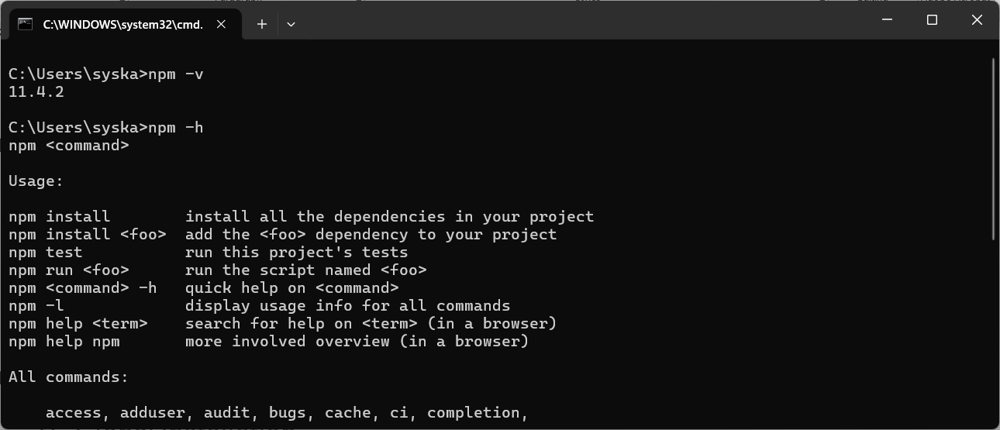 C:\WINDOWS\system32\cmd.
C:\Users\syska>npm -v
11.4.2
C:\Users\syska>npm -h
npm <command>
Usage:
npm install        install all the dependencies in your project
npm install <foo>  add the <foo> dependency to your project
npm test           run this project's tests
npm run <foo>      run the script named <foo>
npm <command> -h   quick help on <command>
npm -l             display usage info for all commands
npm help <term>    search for help on <term> (in a browser)
npm help npm       more involved overview (in a browser)
All commands:
    access, adduser, audit, bugs, cache, ci, completion,